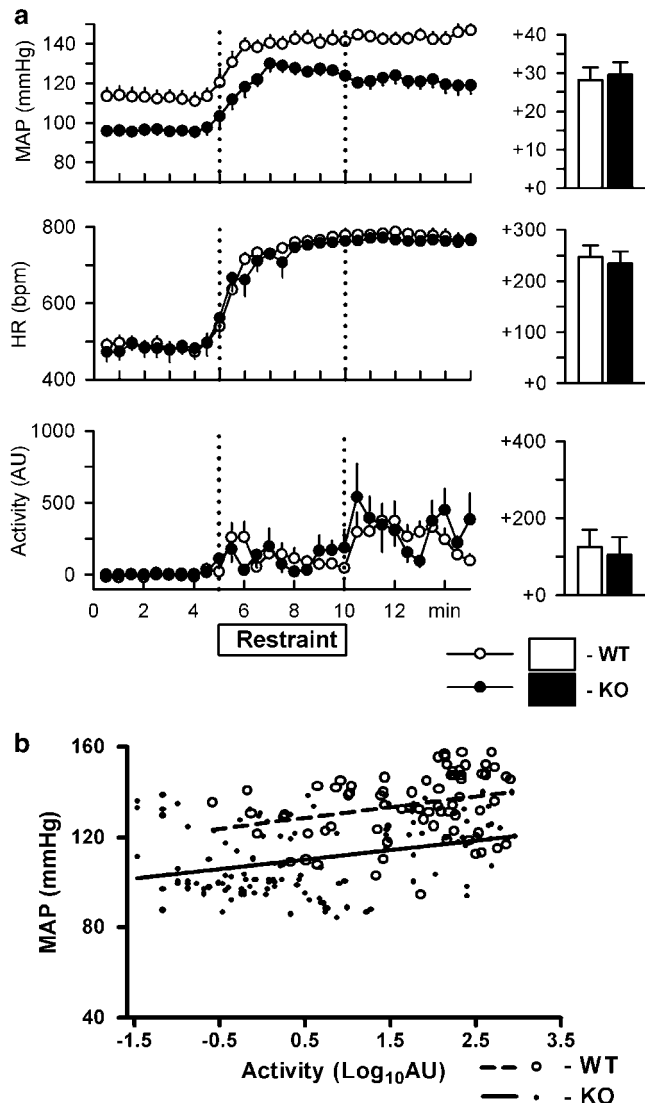 a
MAP (mmHg)
140
120
100
80
+40
+30
+20
+10
+0
HR (bpm)
800
600
400
+300
+200
+100
+0
Activity (AU)
1000
500
0
+400
+200
+0
0 2 4 6 8 10 12 min
Restraint
- WT
- KO
b
MAP (mmHg)
160
120
80
40
-1.5 -0.5 0.5 1.5 2.5 3.5
Activity (Log₁₀AU)
- WT
- KO